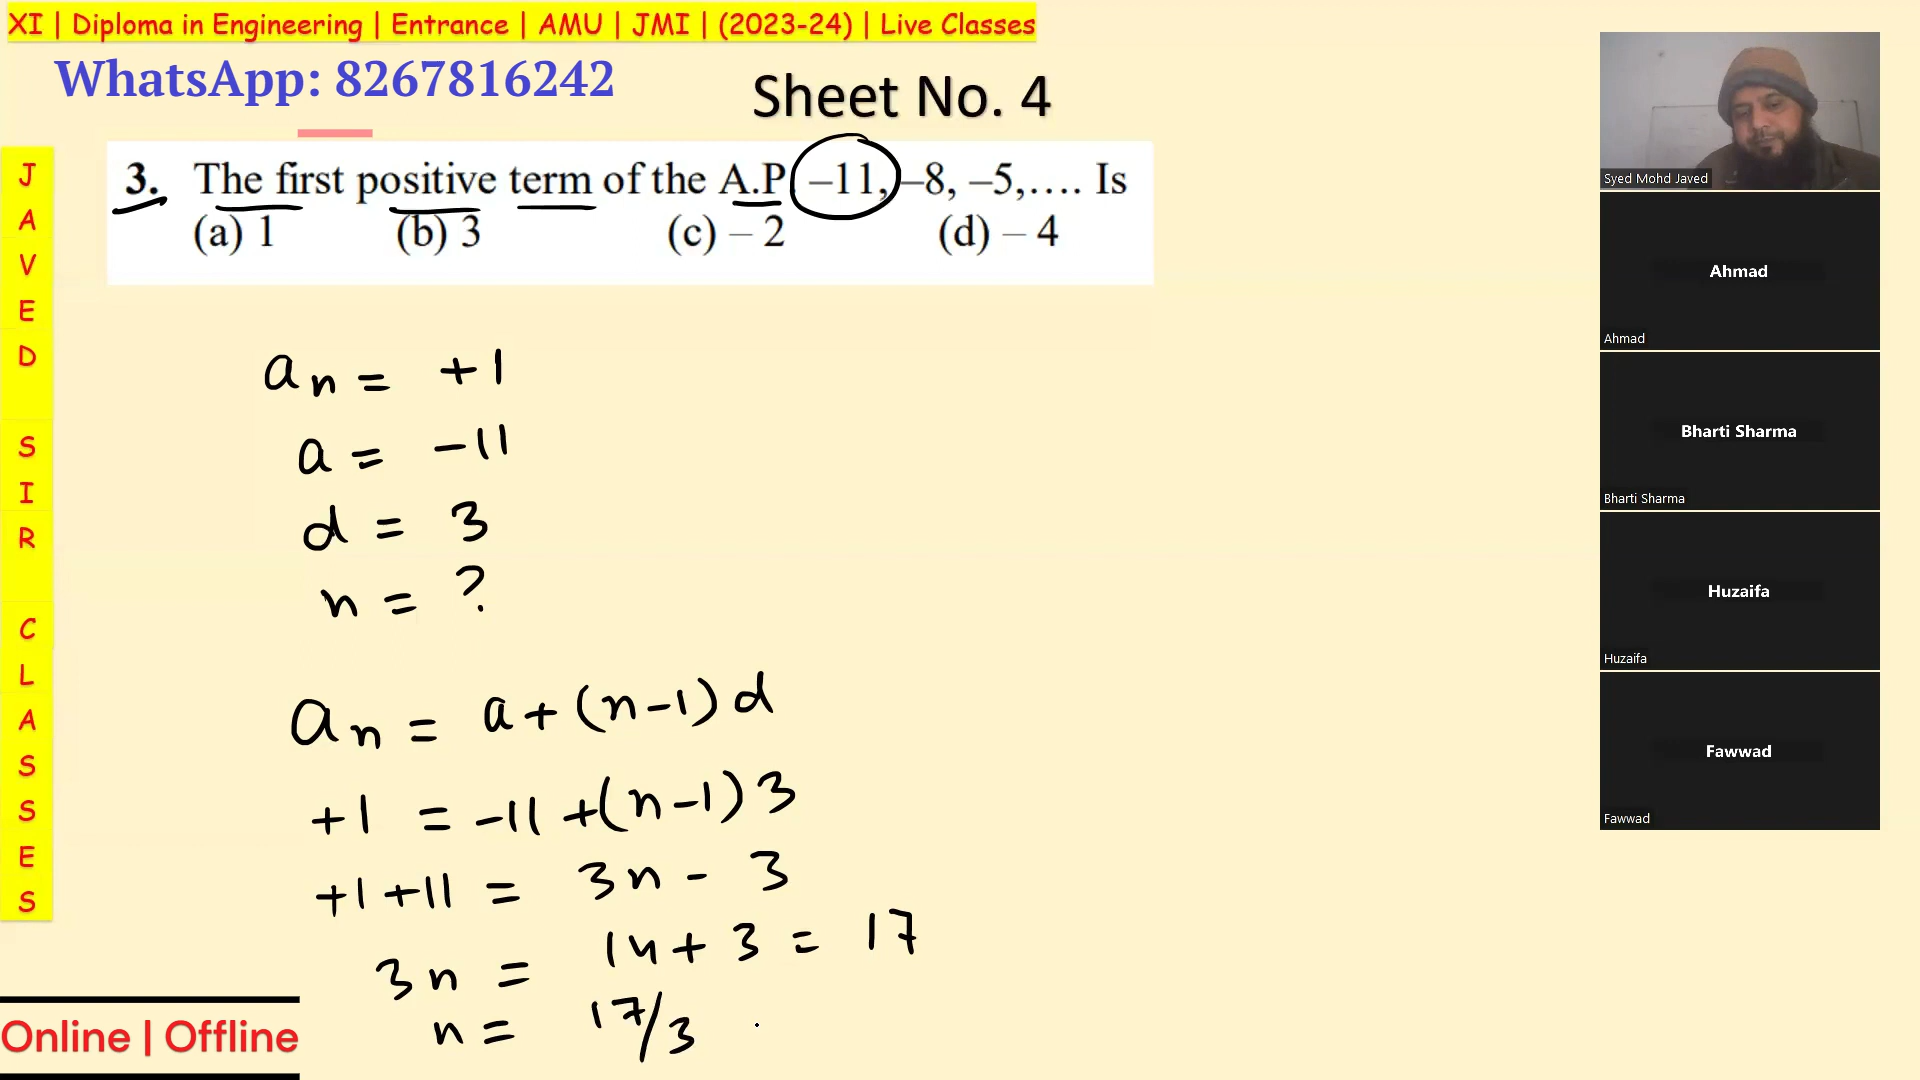 XI | Diploma in Engineering | Entrance | AMU | JMI | (2023-24) | Live Classes
WhatsApp: 8267816242
Sheet No. 4
JAVED SIR CLASSES
3. The first positive term of the A.P. –11, –8, –5,…. Is
(a) 1 (b) 3 (c) – 2 (d) – 4
an = +1
a = -11
d = 3
n = ?
an = a+(n-1)d
+1 = -11 +(n-1)3
+1+11 = 3n - 3
3n = 14+3 = 17
n = 17/3
Online | Offline
Syed Mohd Javed
Ahmad
Ahmad
Bharti Sharma
Bharti Sharma
Huzaifa
Huzaifa
Fawwad
Fawwad